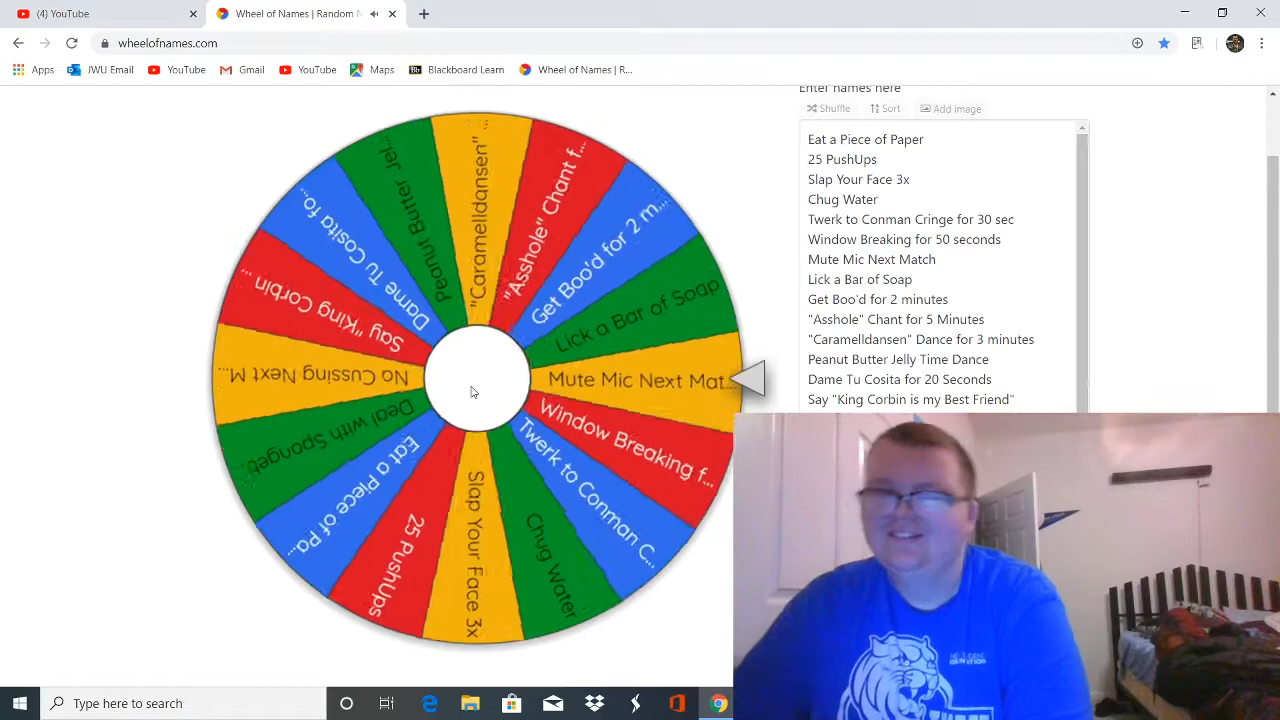 (4) YouTube
Wheel of Names | Random N
wheelofnames.com
Apps
JWU Email
YouTube
Gmail
YouTube
Maps
Bb
Blackboard Learn
Wheel of Names | R...
Enter names here
Shuffle
Sort
Add image
Eat a Piece of Paper
25 PushUps
Slap Your Face 3x
Chug Water
Twerk to Conman Cringe for 30 sec
Window Breaking for 50 seconds
Mute Mic Next Match
Lick a Bar of Soap
Get Boo'd for 2 minutes
"Asshole" Chant for 5 Minutes
"Caramelldansen" Dance for 3 minutes
Peanut Butter Jelly Time Dance
Dame Tu Cosita for 20 Seconds
Say "King Corbin is my Best Friend"
"Caramelldansen"
"Asshole" Chant f...
Get Boo'd for 2 m...
Lick a Bar of Soap
Mute Mic Next Mat...
Window Breaking f...
Twerk to Conman C...
Chug Water
Slap Your Face 3x
25 PushUps
Eat a Piece of Pa...
Deal with Sponge...
No Cussing Next M...
Say "King Corbin ...
Dame Tu Cosita fo...
Peanut Butter Jel...
Type here to search